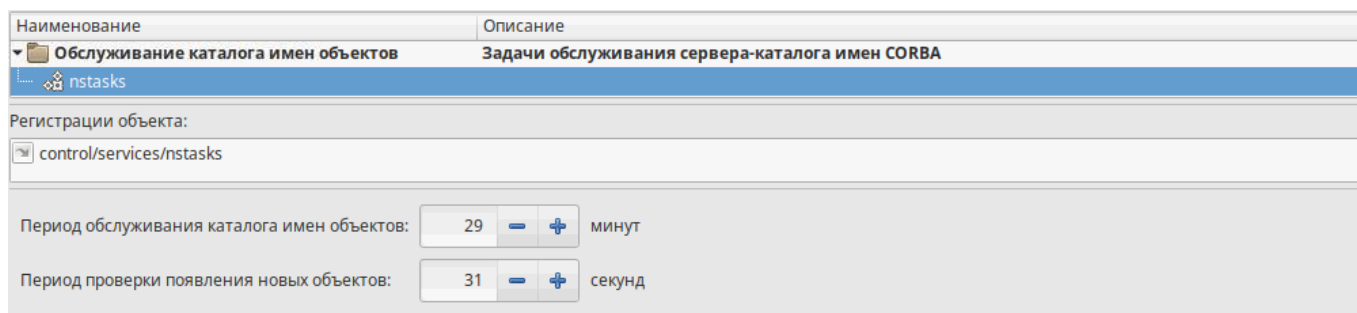 Наименование Описание
Обслуживание каталога имен объектов Задачи обслуживания сервера-каталога имен CORBA
nstasks
Регистрации объекта:
control/services/nstasks
Период обслуживания каталога имен объектов: 29 минут
Период проверки появления новых объектов: 31 секунд